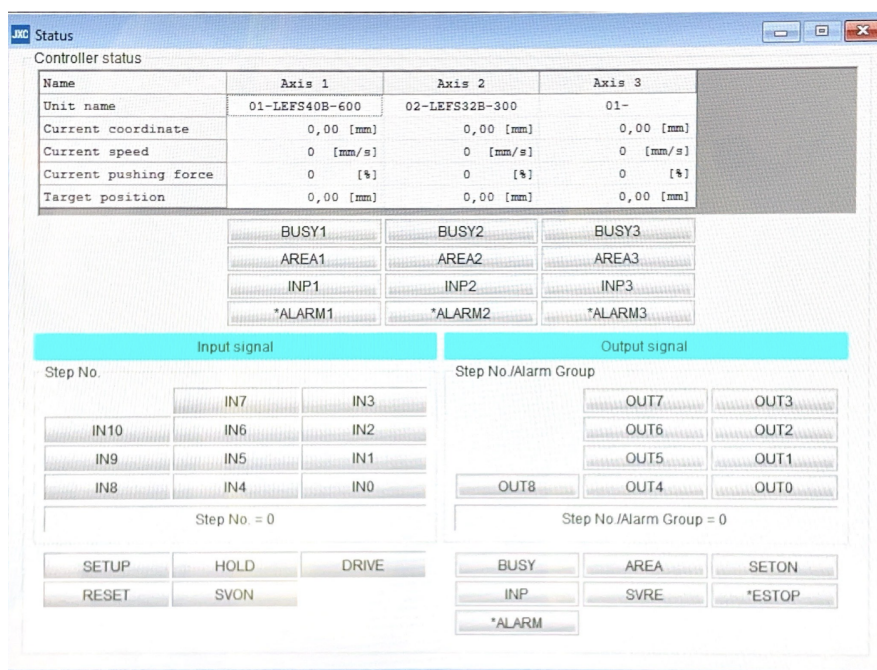 JXC Status
Controller status
Name Axis 1 Axis 2 Axis 3
Unit name 01-LEFS40B-600 02-LEFS32B-300 01-
Current coordinate 0,00 [mm] 0,00 [mm] 0,00 [mm]
Current speed 0 [mm/s] 0 [mm/s] 0 [mm/s]
Current pushing force 0 [%] 0 [%] 0 [%]
Target position 0,00 [mm] 0,00 [mm] 0,00 [mm]
BUSY1 BUSY2 BUSY3
AREA1 AREA2 AREA3
INP1 INP2 INP3
*ALARM1 *ALARM2 *ALARM3
Input signal Output signal
Step No. Step No./Alarm Group
IN7 IN3 OUT7 OUT3
IN10 IN6 IN2 OUT6 OUT2
IN9 IN5 IN1 OUT5 OUT1
IN8 IN4 IN0 OUT8 OUT4 OUT0
Step No. = 0 Step No./Alarm Group = 0
SETUP HOLD DRIVE BUSY AREA SETON
RESET SVON INP SVRE *ESTOP
*ALARM